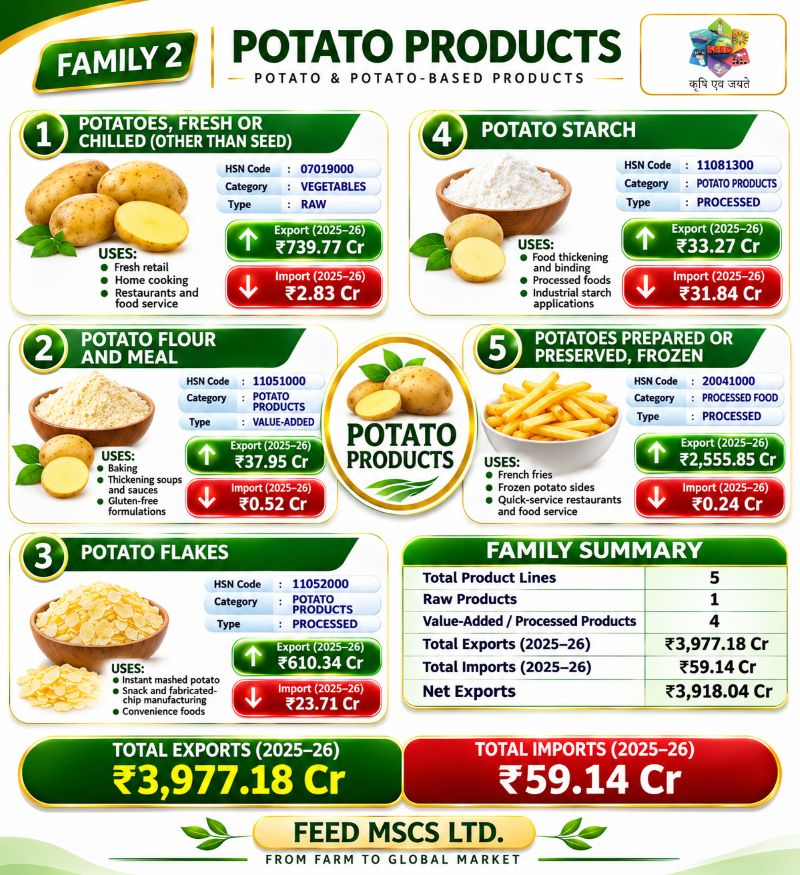 FAMILY 2
POTATO PRODUCTS
POTATO & POTATO-BASED PRODUCTS
FEED
कृषि एव जयते
1
POTATOES, FRESH OR
CHILLED (OTHER THAN SEED)
HSN Code : 07019000
Category : VEGETABLES
Type : RAW
Export (2025–26)
₹739.77 Cr
Import (2025–26)
₹2.83 Cr
USES:
• Fresh retail
• Home cooking
• Restaurants and
food service
4
POTATO STARCH
HSN Code : 11081300
Category : POTATO PRODUCTS
Type : PROCESSED
Export (2025–26)
₹33.27 Cr
Import (2025–26)
₹31.84 Cr
USES:
• Food thickening
and binding
• Processed foods
• Industrial starch
applications
2
POTATO FLOUR
AND MEAL
HSN Code : 11051000
Category : POTATO
PRODUCTS
Type : VALUE-ADDED
Export (2025–26)
₹37.95 Cr
Import (2025–26)
₹0.52 Cr
USES:
• Baking
• Thickening soups
and sauces
• Gluten-free
formulations
POTATO
PRODUCTS
5
POTATOES PREPARED OR
PRESERVED, FROZEN
HSN Code : 20041000
Category : PROCESSED FOOD
Type : PROCESSED
Export (2025–26)
₹2,555.85 Cr
Import (2025–26)
₹0.24 Cr
USES:
• French fries
• Frozen potato sides
• Quick-service restaurants
and food service
3
POTATO FLAKES
HSN Code : 11052000
Category : POTATO
PRODUCTS
Type : PROCESSED
Export (2025–26)
₹610.34 Cr
Import (2025–26)
₹23.71 Cr
USES:
• Instant mashed potato
• Snack and fabricated-
chip manufacturing
• Convenience foods
FAMILY SUMMARY
Total Product Lines 5
Raw Products 1
Value-Added / Processed Products 4
Total Exports (2025–26) ₹3,977.18 Cr
Total Imports (2025–26) ₹59.14 Cr
Net Exports ₹3,918.04 Cr
TOTAL EXPORTS (2025–26)
₹3,977.18 Cr
TOTAL IMPORTS (2025–26)
₹59.14 Cr
FEED MSCS LTD.
FROM FARM TO GLOBAL MARKET